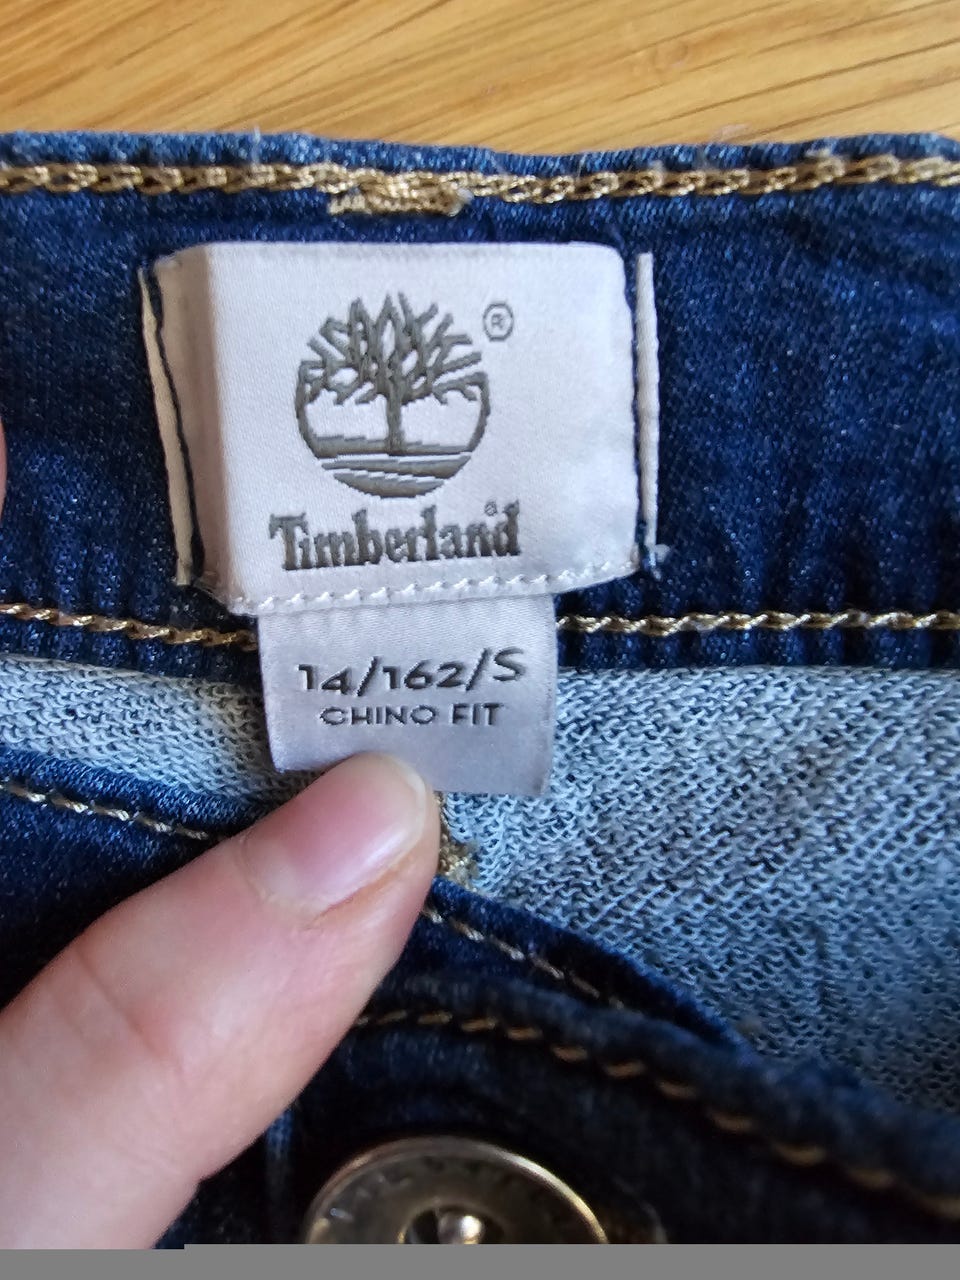 ®
Timberland®
14/162/S
CHINO FIT